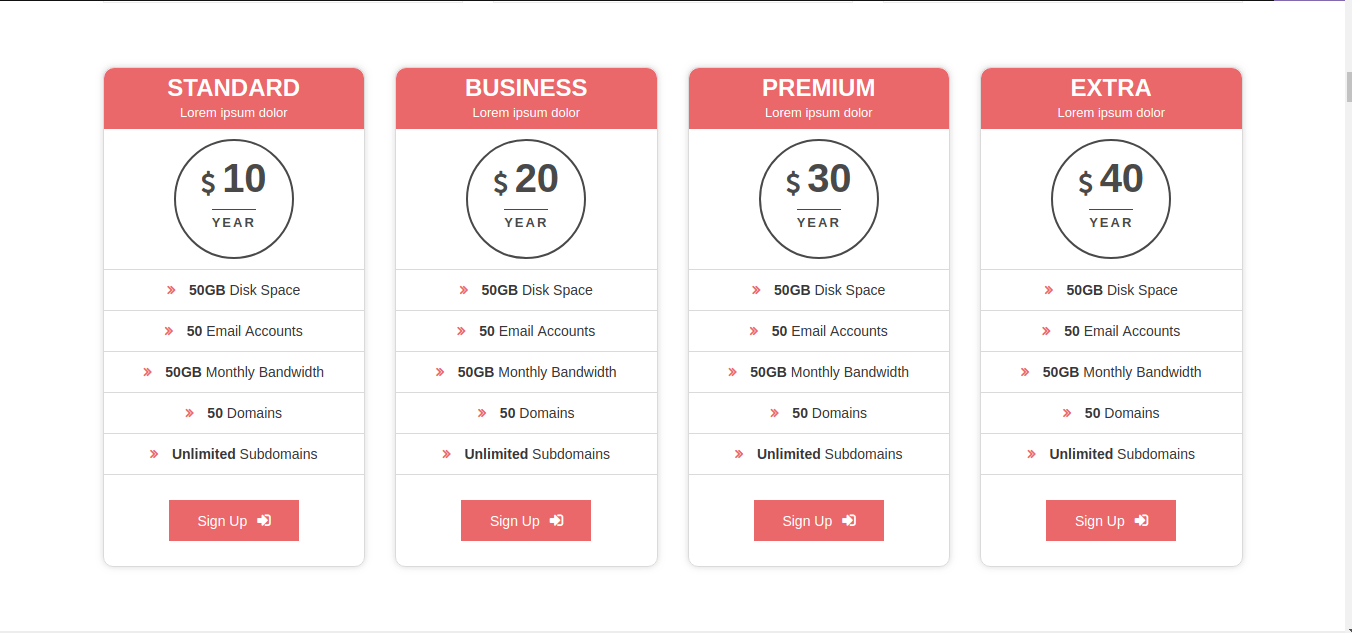 STANDARD
Lorem ipsum dolor
$ 10
YEAR
50GB Disk Space
50 Email Accounts
50GB Monthly Bandwidth
50 Domains
Unlimited Subdomains
Sign Up
BUSINESS
Lorem ipsum dolor
$ 20
YEAR
50GB Disk Space
50 Email Accounts
50GB Monthly Bandwidth
50 Domains
Unlimited Subdomains
Sign Up
PREMIUM
Lorem ipsum dolor
$ 30
YEAR
50GB Disk Space
50 Email Accounts
50GB Monthly Bandwidth
50 Domains
Unlimited Subdomains
Sign Up
EXTRA
Lorem ipsum dolor
$ 40
YEAR
50GB Disk Space
50 Email Accounts
50GB Monthly Bandwidth
50 Domains
Unlimited Subdomains
Sign Up